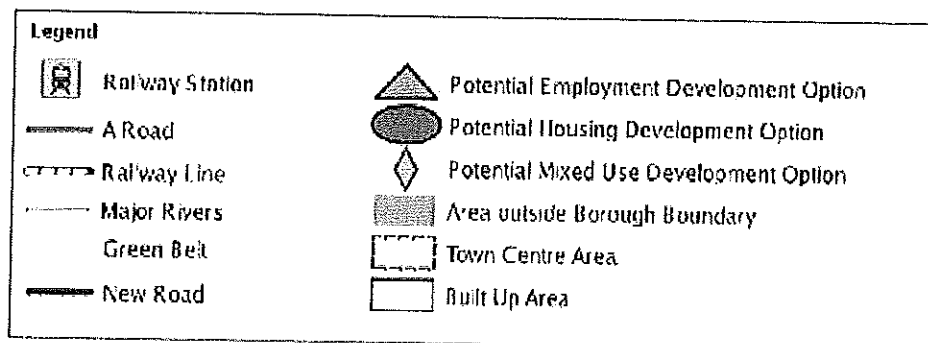 Legend
Railway Station
A Road
Railway Line
Major Rivers
Green Belt
New Road
Potential Employment Development Option
Potential Housing Development Option
Potential Mixed Use Development Option
Area outside Borough Boundary
Town Centre Area
Built Up Area